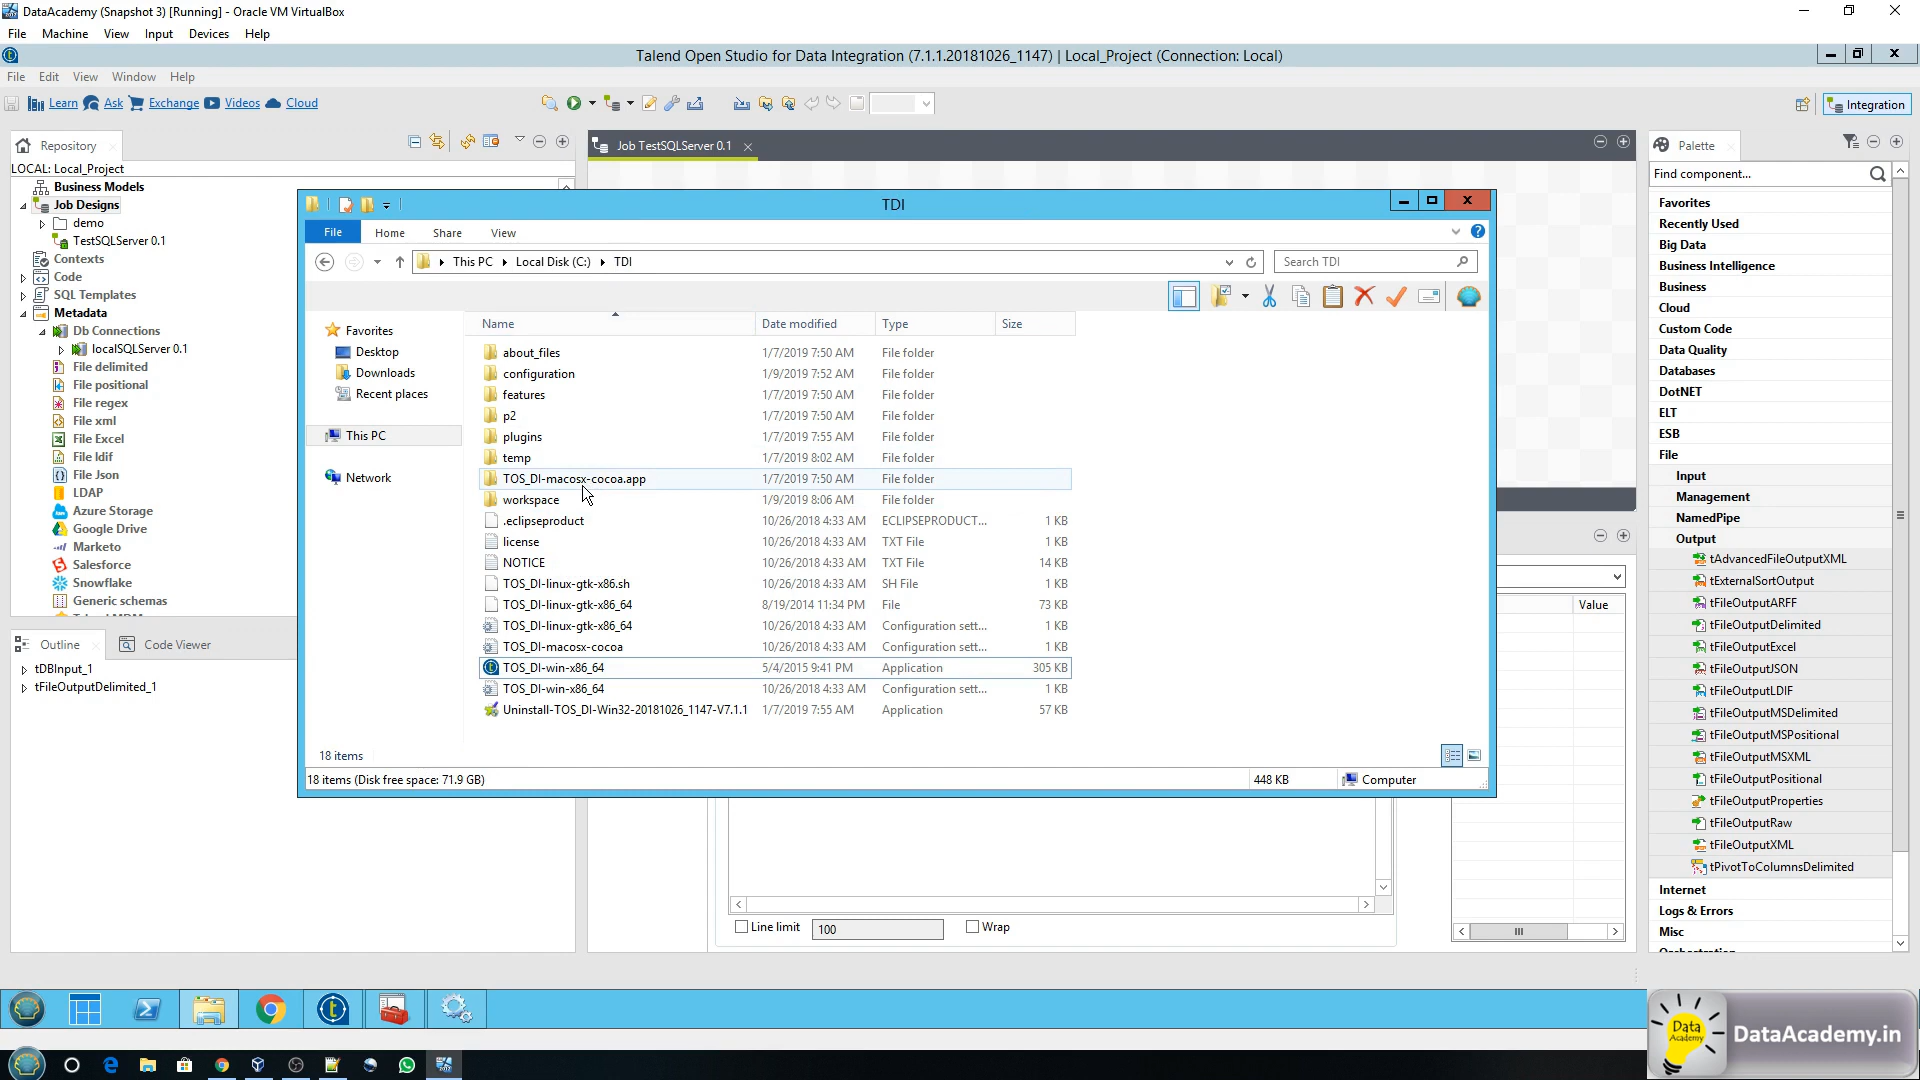 DataAcademy (Snapshot 3) [Running] - Oracle VM VirtualBox
File Machine View Input Devices Help
Talend Open Studio for Data Integration (7.1.1.20181026_1147) | Local_Project (Connection: Local)
File Edit View Window Help
Learn Ask Exchange Videos Cloud
Integration
Repository
Job TestSQLServer 0.1
Palette
LOCAL: Local_Project
Find component...
Business Models
Job Designs
demo
TestSQLServer 0.1
Contexts
Code
SQL Templates
Metadata
Db Connections
localSQLServer 0.1
File delimited
File positional
File regex
File xml
File Excel
File ldif
File Json
LDAP
Azure Storage
Google Drive
Marketo
Salesforce
Snowflake
Generic schemas
Outline
Code Viewer
tDBInput_1
tFileOutputDelimited_1
TDI
File Home Share View
This PC Local Disk (C:) TDI
Search TDI
Favorites
Desktop
Downloads
Recent places
This PC
Network
Name Date modified Type Size
about_files 1/7/2019 7:50 AM File folder
configuration 1/9/2019 7:52 AM File folder
features 1/7/2019 7:50 AM File folder
p2 1/7/2019 7:50 AM File folder
plugins 1/7/2019 7:55 AM File folder
temp 1/7/2019 8:02 AM File folder
TOS_DI-macosx-cocoa.app 1/7/2019 7:50 AM File folder
workspace 1/9/2019 8:06 AM File folder
.eclipseproduct 10/26/2018 4:33 AM ECLIPSEPRODUCT... 1 KB
license 10/26/2018 4:33 AM TXT File 1 KB
NOTICE 10/26/2018 4:33 AM TXT File 14 KB
TOS_DI-linux-gtk-x86.sh 10/26/2018 4:33 AM SH File 1 KB
TOS_DI-linux-gtk-x86_64 8/19/2014 11:34 PM File 73 KB
TOS_DI-linux-gtk-x86_64 10/26/2018 4:33 AM Configuration sett... 1 KB
TOS_DI-macosx-cocoa 10/26/2018 4:33 AM Configuration sett... 1 KB
TOS_DI-win-x86_64 5/4/2015 9:41 PM Application 305 KB
TOS_DI-win-x86_64 10/26/2018 4:33 AM Configuration sett... 1 KB
Uninstall-TOS_DI-Win32-20181026_1147-V7.1.1 1/7/2019 7:55 AM Application 57 KB
18 items
18 items (Disk free space: 71.9 GB) 448 KB Computer
Value
Line limit 100 Wrap
Favorites
Recently Used
Big Data
Business Intelligence
Business
Cloud
Custom Code
Data Quality
Databases
DotNET
ELT
ESB
File
Input
Management
NamedPipe
Output
tAdvancedFileOutputXML
tExternalSortOutput
tFileOutputARFF
tFileOutputDelimited
tFileOutputExcel
tFileOutputJSON
tFileOutputLDIF
tFileOutputMSDelimited
tFileOutputMSPositional
tFileOutputMSXML
tFileOutputPositional
tFileOutputProperties
tFileOutputRaw
tFileOutputXML
tPivotToColumnsDelimited
Internet
Logs & Errors
Misc
Data
Academy
DataAcademy.in